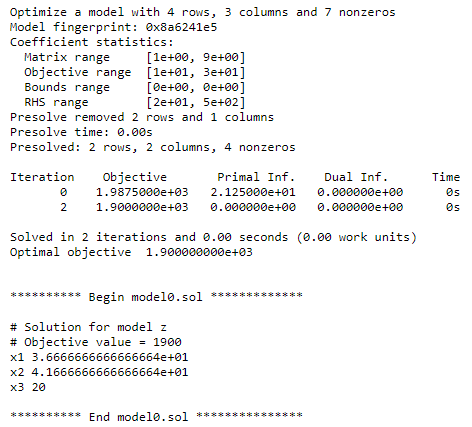 Optimize a model with 4 rows, 3 columns and 7 nonzeros
Model fingerprint: 0x8a6241e5
Coefficient statistics:
  Matrix range     [1e+00, 9e+00]
  Objective range  [1e+01, 3e+01]
  Bounds range     [0e+00, 0e+00]
  RHS range        [2e+01, 5e+02]
Presolve removed 2 rows and 1 columns
Presolve time: 0.00s
Presolved: 2 rows, 2 columns, 4 nonzeros
Iteration    Objective       Primal Inf.    Dual Inf.      Time
       0    1.9875000e+03   2.125000e+01   0.000000e+00      0s
       2    1.9000000e+03   0.000000e+00   0.000000e+00      0s
Solved in 2 iterations and 0.00 seconds (0.00 work units)
Optimal objective  1.900000000e+03
********** Begin model0.sol *************
# Solution for model z
# Objective value = 1900
x1 3.6666666666666664e+01
x2 4.1666666666666664e+01
x3 20
********** End model0.sol ***************